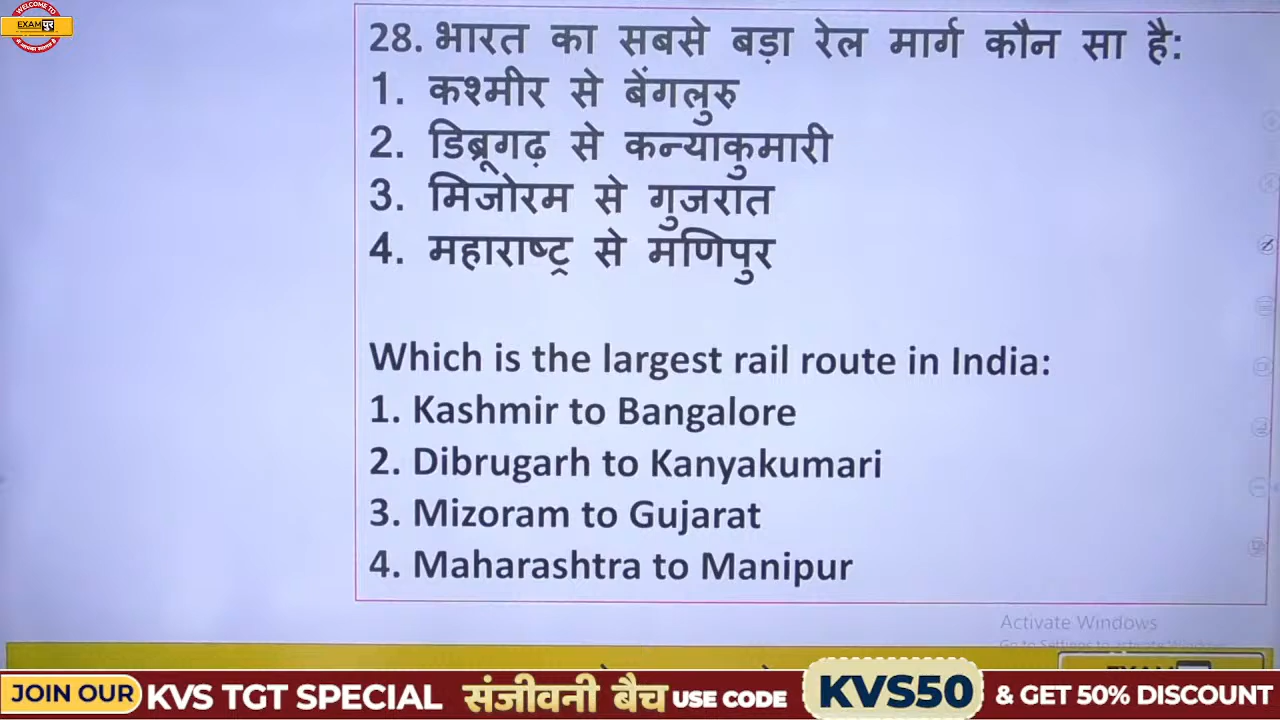 WELCOME TO
EXAMपुर
28. भारत का सबसे बड़ा रेल मार्ग कौन सा है:
1. कश्मीर से बेंगलुरु
2. डिब्रूगढ़ से कन्याकुमारी
3. मिजोरम से गुजरात
4. महाराष्ट्र से मणिपुर
Which is the largest rail route in India:
1. Kashmir to Bangalore
2. Dibrugarh to Kanyakumari
3. Mizoram to Gujarat
4. Maharashtra to Manipur
Activate Windows
JOIN OUR KVS TGT SPECIAL संजीवनी बैच USE CODE KVS50 & GET 50% DISCOUNT